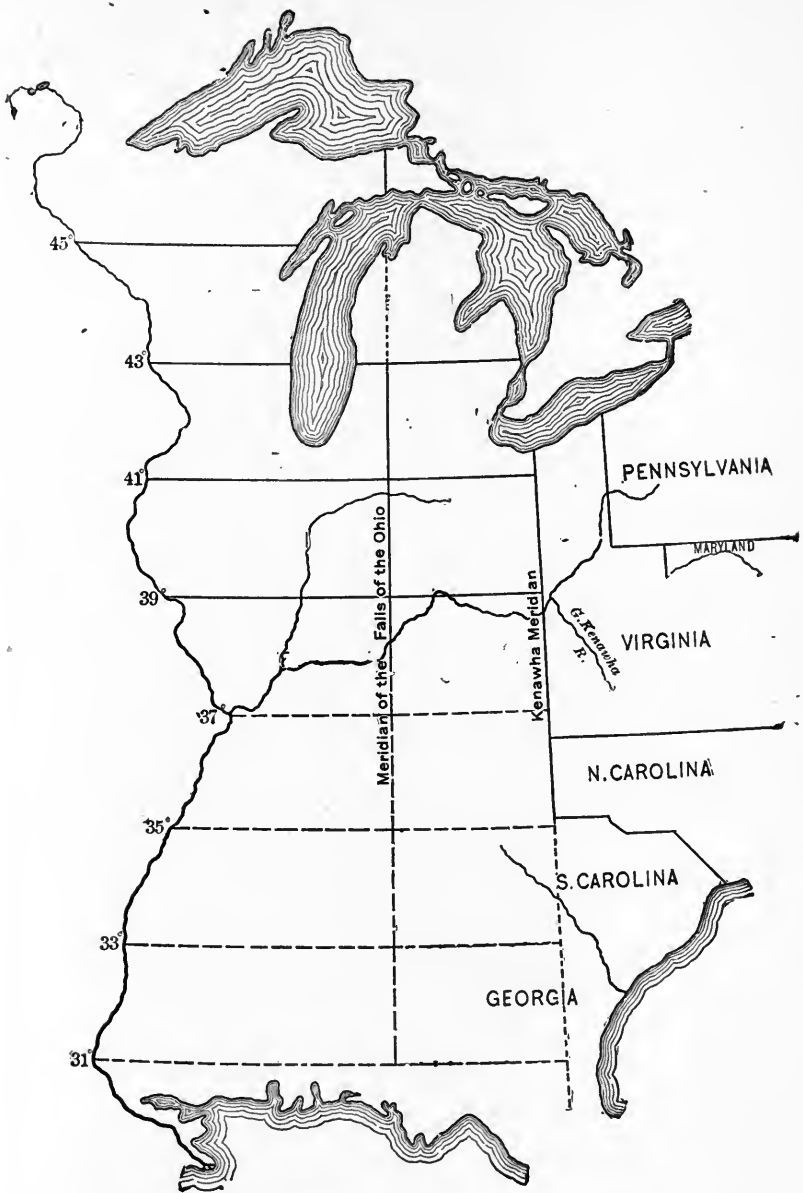 45°
43°
41°
39°
37°
35°
33°
31°
Meridian of the Falls of the Ohio
Kenawha Meridian
G. Kenawha
R.
PENNSYLVANIA
MARYLAND
VIRGINIA
N. CAROLINA
S. CAROLINA
GEORGIA